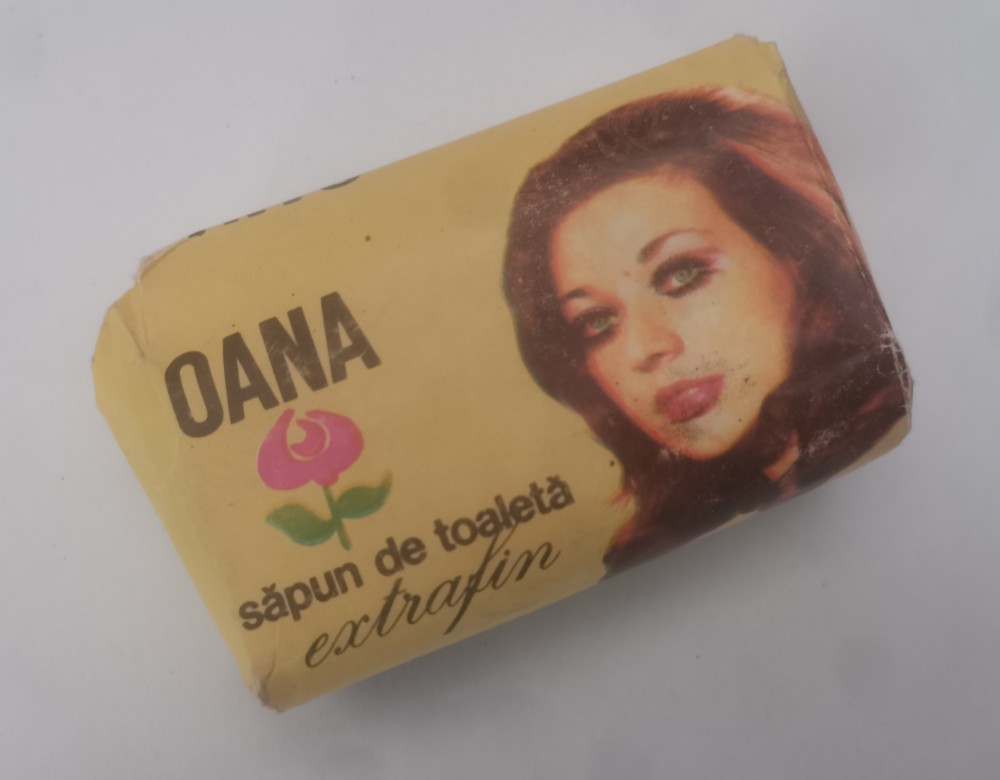 OANA
săpun de toaletă
extrafin